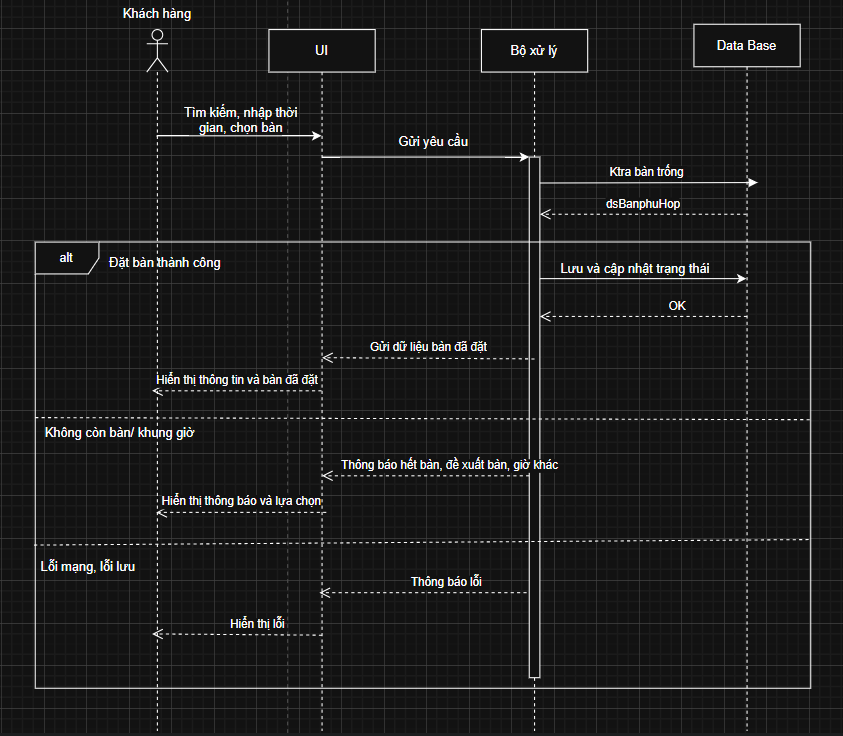 Khách hàng
UI
Bộ xử lý
Data Base
Tìm kiếm, nhập thời
gian, chọn bàn
Gửi yêu cầu
Ktra bàn trống
dsBanphuHop
alt
Đặt bàn thành công
Lưu và cập nhật trạng thái
OK
Gửi dữ liệu bàn đã đặt
Hiển thị thông tin và bàn đã đặt
Không còn bàn/ khung giờ
Thông báo hết bàn, đề xuất bàn, giờ khác
Hiển thị thông báo và lựa chọn
Lỗi mạng, lỗi lưu
Thông báo lỗi
Hiển thị lỗi